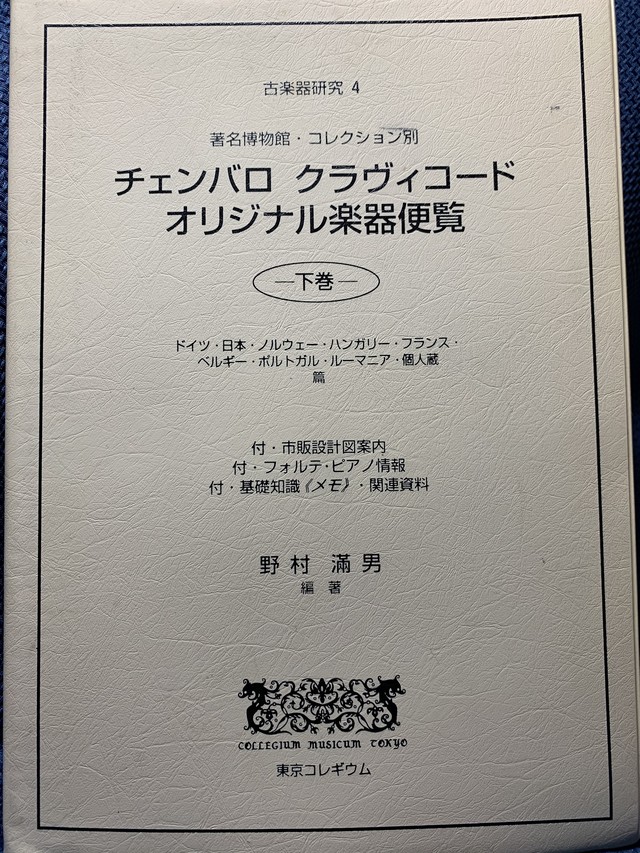 古楽器研究 4
著名博物館・コレクション別
チェンバロ クラヴィコード
オリジナル楽器便覧
―下巻―
ドイツ・日本・ノルウェー・ハンガリー・フランス・
ベルギー・ポルトガル・ルーマニア・個人蔵
篇
付・市販設計図案内
付・フォルテ・ピアノ情報
付・基礎知識《メモ》・関連資料
野村 滿男
編 著
COLLEGIUM MUSICUM TOKYO
東京コレギウム